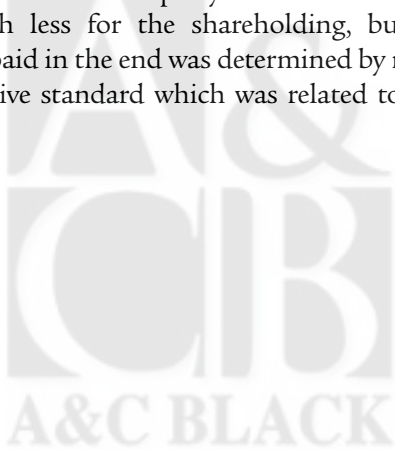 h less for the shareholding, bu
paid in the end was determined by
ive standard which was related to
A&
CB
A&C BLACK